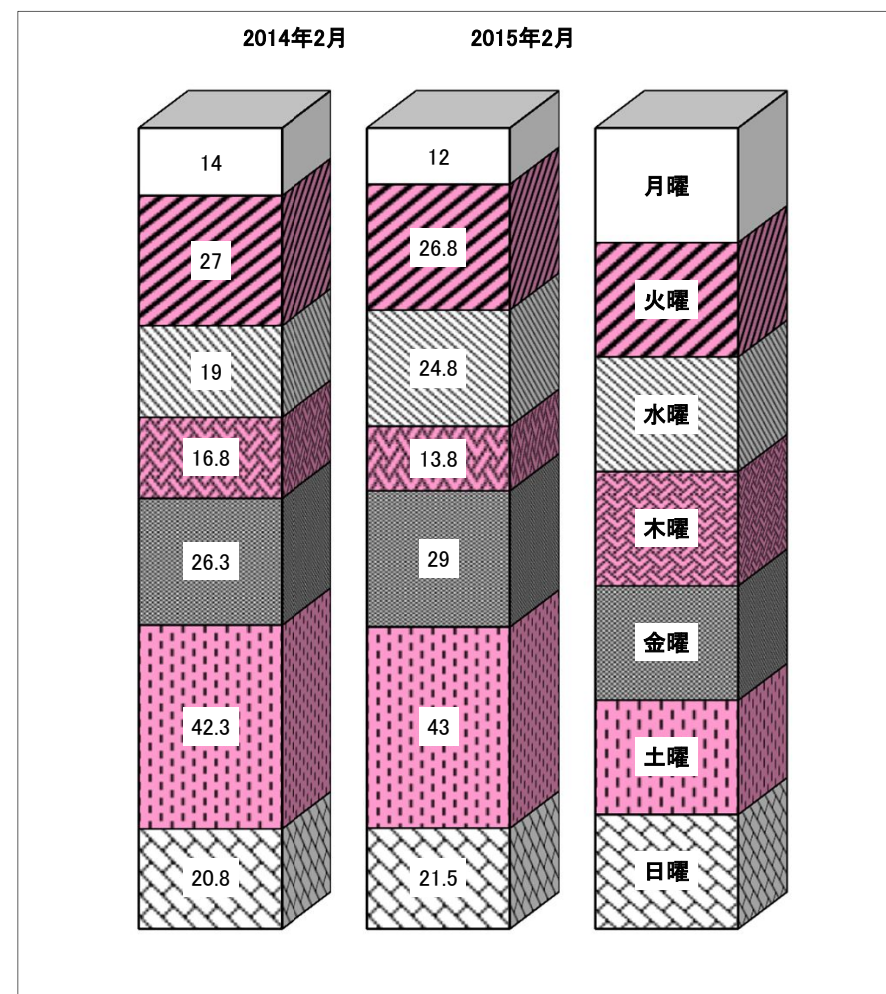 2014年2月 2015年2月
14 12 月曜
27 26.8 火曜
19 24.8 水曜
16.8 13.8 木曜
26.3 29 金曜
42.3 43 土曜
20.8 21.5 日曜